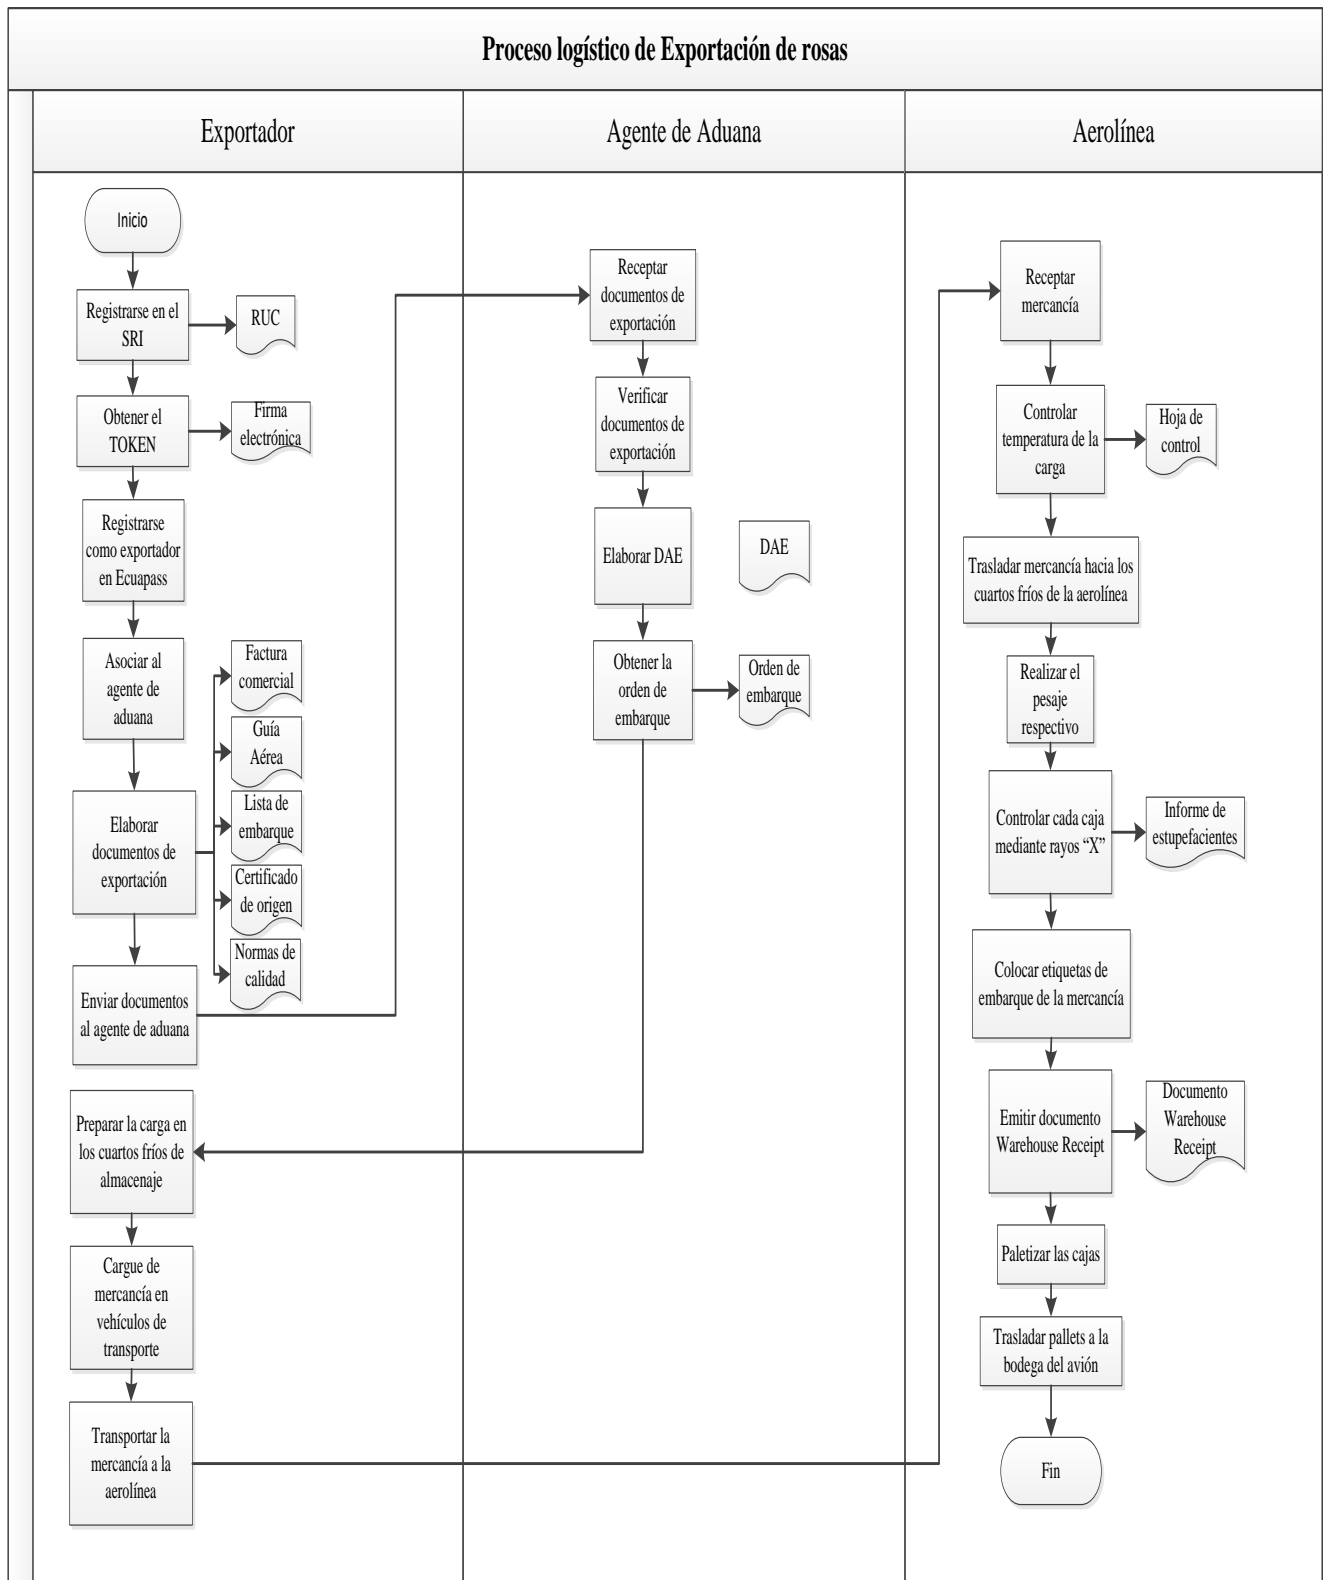 Proceso logístico de Exportación de rosas
Exportador
Agente de Aduana
Aerolínea
Inicio
Registrarse en el
SRI
RUC
Obtener el
TOKEN
Firma
electrónica
Registrarse
como exportador
en Ecuapass
Asociar al
agente de
aduana
Elaborar
documentos de
exportación
Factura
comercial
Guía
Aérea
Lista de
embarque
Certificado
de origen
Normas de
calidad
Enviar documentos
al agente de aduana
Preparar la carga en
los cuartos fríos de
almacenaje
Cargue de
mercancía en
vehículos de
transporte
Transportar la
mercancía a la
aerolínea
Receptar
documentos de
exportación
Verificar
documentos de
exportación
Elaborar DAE
DAE
Obtener la
orden de
embarque
Orden de
embarque
Receptar
mercancía
Controlar
temperatura de la
carga
Hoja de
control
Trasladar mercancía hacia los
cuartos fríos de la aerolínea
Realizar el
pesaje
respectivo
Controlar cada caja
mediante rayos “X”
Informe de
estupefacientes
Colocar etiquetas de
embarque de la mercancía
Emitir documento
Warehouse Receipt
Documento
Warehouse
Receipt
Paletizar las cajas
Trasladar pallets a la
bodega del avión
Fin